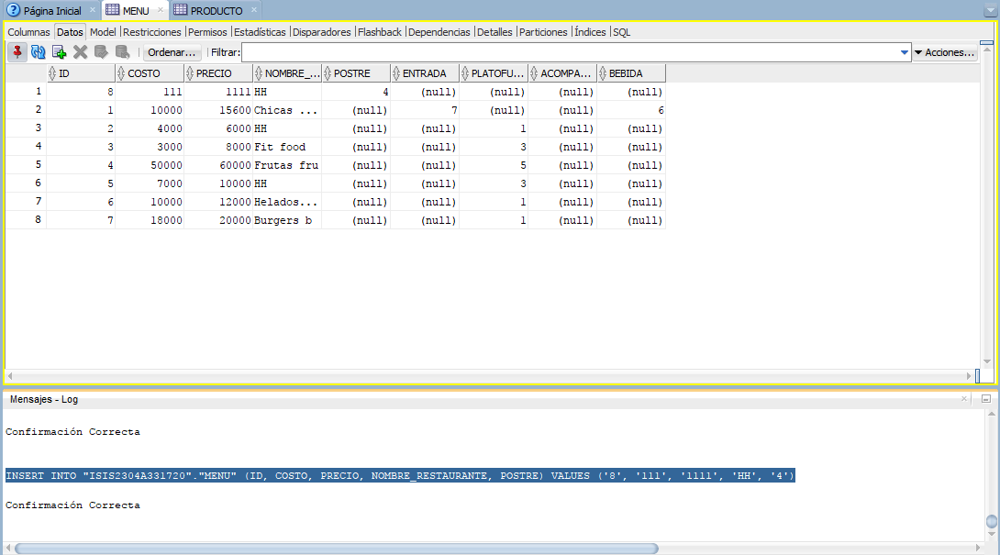 Página Inicial MENU PRODUCTO
Columnas Datos Model Restricciones Permisos Estadísticas Disparadores Flashback Dependencias Detalles Particiones Índices SQL
Ordenar... Filtrar: Acciones...
ID COSTO PRECIO NOMBRE_... POSTRE ENTRADA PLATOFU... ACOMPA... BEBIDA
1 8 111 1111 HH 4 (null) (null) (null) (null)
2 1 10000 15600 Chicas ... (null) 7 (null) (null) 6
3 2 4000 6000 HH (null) (null) 1 (null) (null)
4 3 3000 8000 Fit food (null) (null) 3 (null) (null)
5 4 50000 60000 Frutas fru (null) (null) 5 (null) (null)
6 5 7000 10000 HH (null) (null) 3 (null) (null)
7 6 10000 12000 Helados... (null) (null) 1 (null) (null)
8 7 18000 20000 Burgers b (null) (null) 1 (null) (null)
Mensajes - Log
Confirmación Correcta
INSERT INTO "ISIS2304A331720"."MENU" (ID, COSTO, PRECIO, NOMBRE_RESTAURANTE, POSTRE) VALUES ('8', '111', '1111', 'HH', '4')
Confirmación Correcta